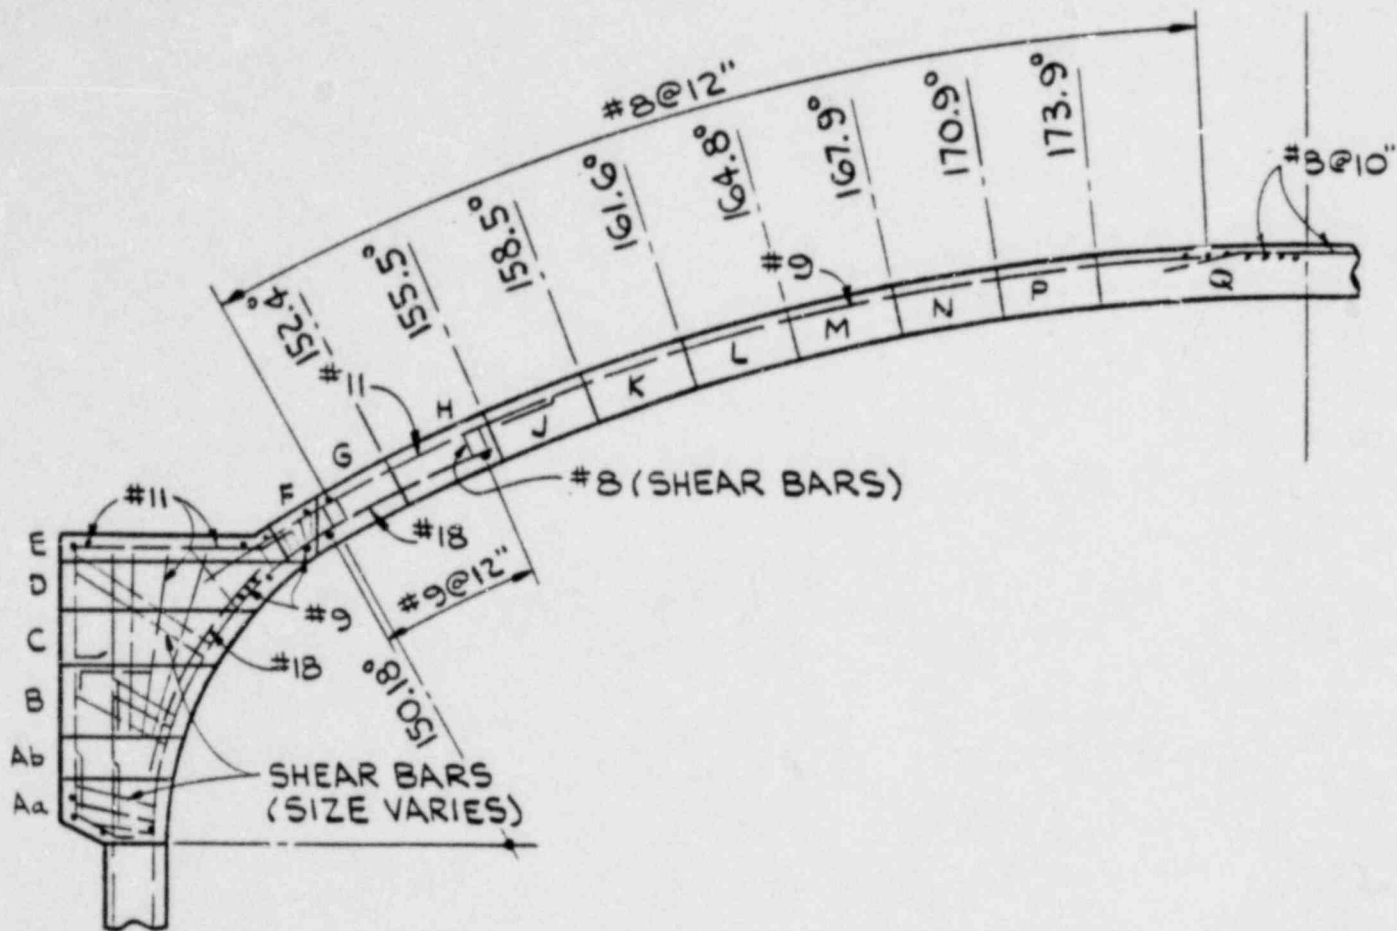 #8@12"
173.9°
170.9°
167.9°
164.8°
161.6°
158.5°
155.5°
152.4°
#8@10"
#9
#11
H
G
F
J
K
L
M
N
P
Q
#8 (SHEAR BARS)
#18
#9@12"
#11
E
D
C
B
Ab
Aa
#9
#18
150.18°
SHEAR BARS
(SIZE VARIES)